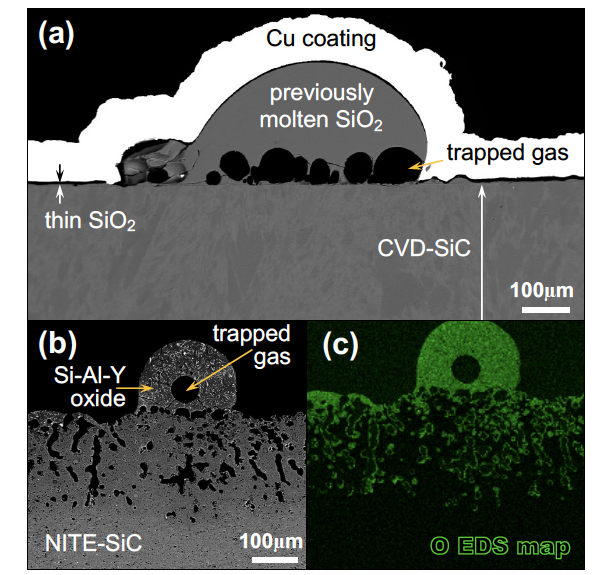 (a)
Cu coating
previously
molten SiO₂
trapped gas
thin SiO₂
CVD-SiC
100μm
(b)
trapped
gas
Si-Al-Y
oxide
NITE-SiC
100μm
(c)
O EDS map